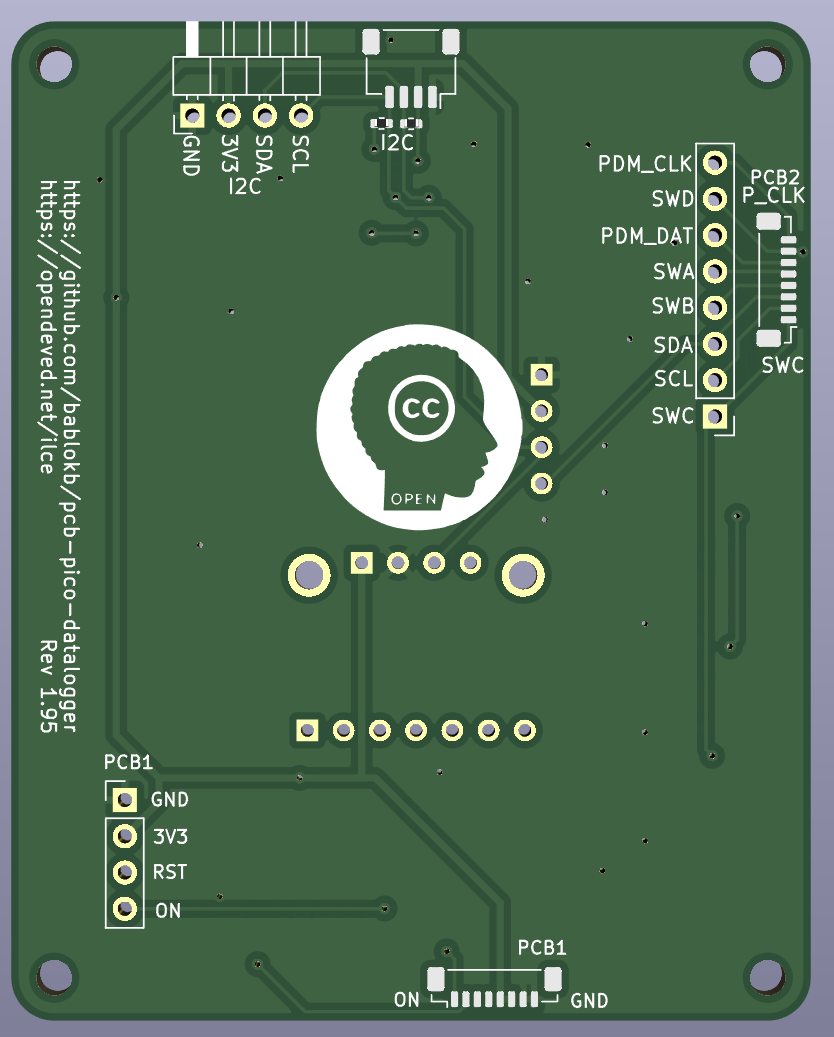 GND
3V3
SDA
SCL
I2C
I2C
PDM_CLK
SWD
PDM_DAT
SWA
SWB
SDA
SCL
SWC
PCB2
P_CLK
SWC
https://github.com/bablokb/pcb-pico-datalogger
https://opendeved.net/ilce
Rev 1.95
CC
OPEN
PCB1
GND
3V3
RST
ON
PCB1
ON
GND